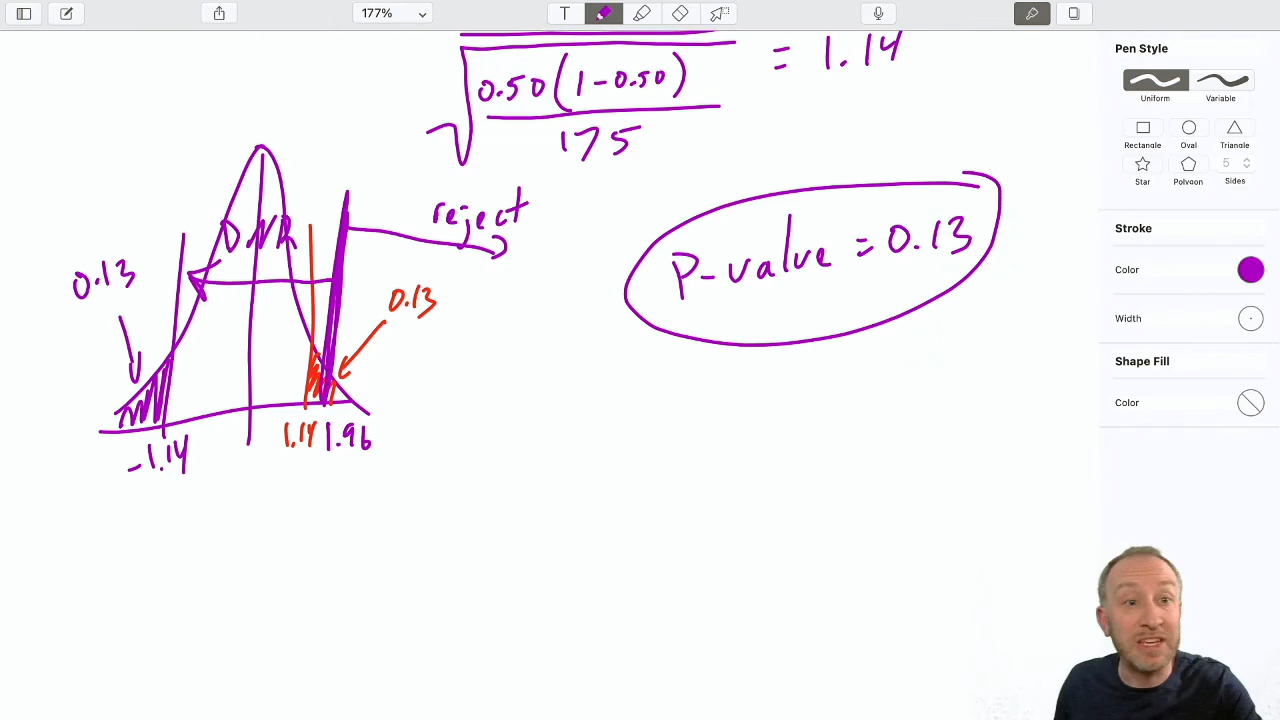 177%
T
= 1.14
0.50(1-0.50)
175
reject
DNR
0.13
0.13
P-value = 0.13
-1.14
1.14
1.96
Pen Style
Uniform
Variable
Rectangle
Oval
Triangle
5
Star
Polygon
Sides
Stroke
Color
Width
Shape Fill
Color